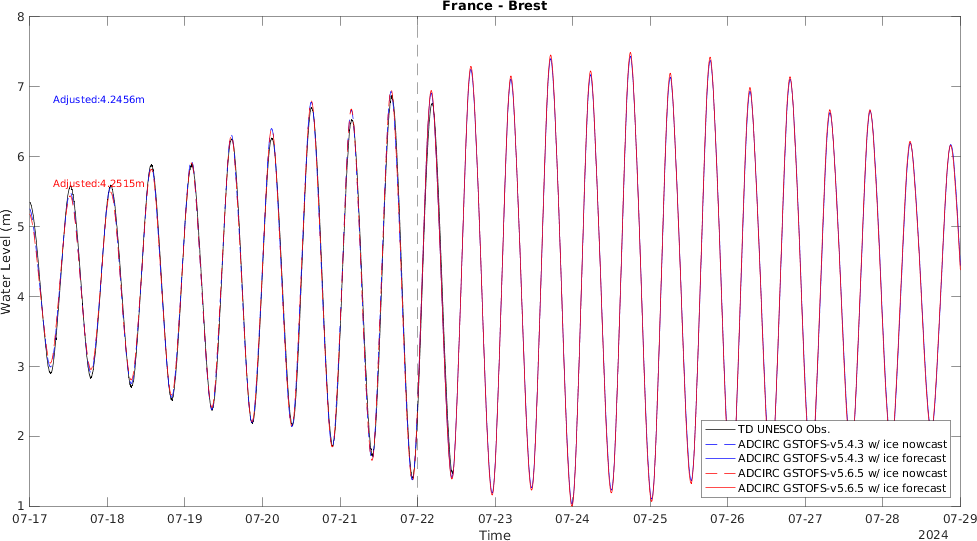 France - Brest
8
7
6
5
4
3
2
1
Water Level (m)
Adjusted:4.2456m
Adjusted:4.2515m
TD UNESCO Obs.
ADCIRC GSTOFS-v5.4.3 w/ ice nowcast
ADCIRC GSTOFS-v5.4.3 w/ ice forecast
ADCIRC GSTOFS-v5.6.5 w/ ice nowcast
ADCIRC GSTOFS-v5.6.5 w/ ice forecast
07-17 07-18 07-19 07-20 07-21 07-22 07-23 07-24 07-25 07-26 07-27 07-28 07-29
Time
2024